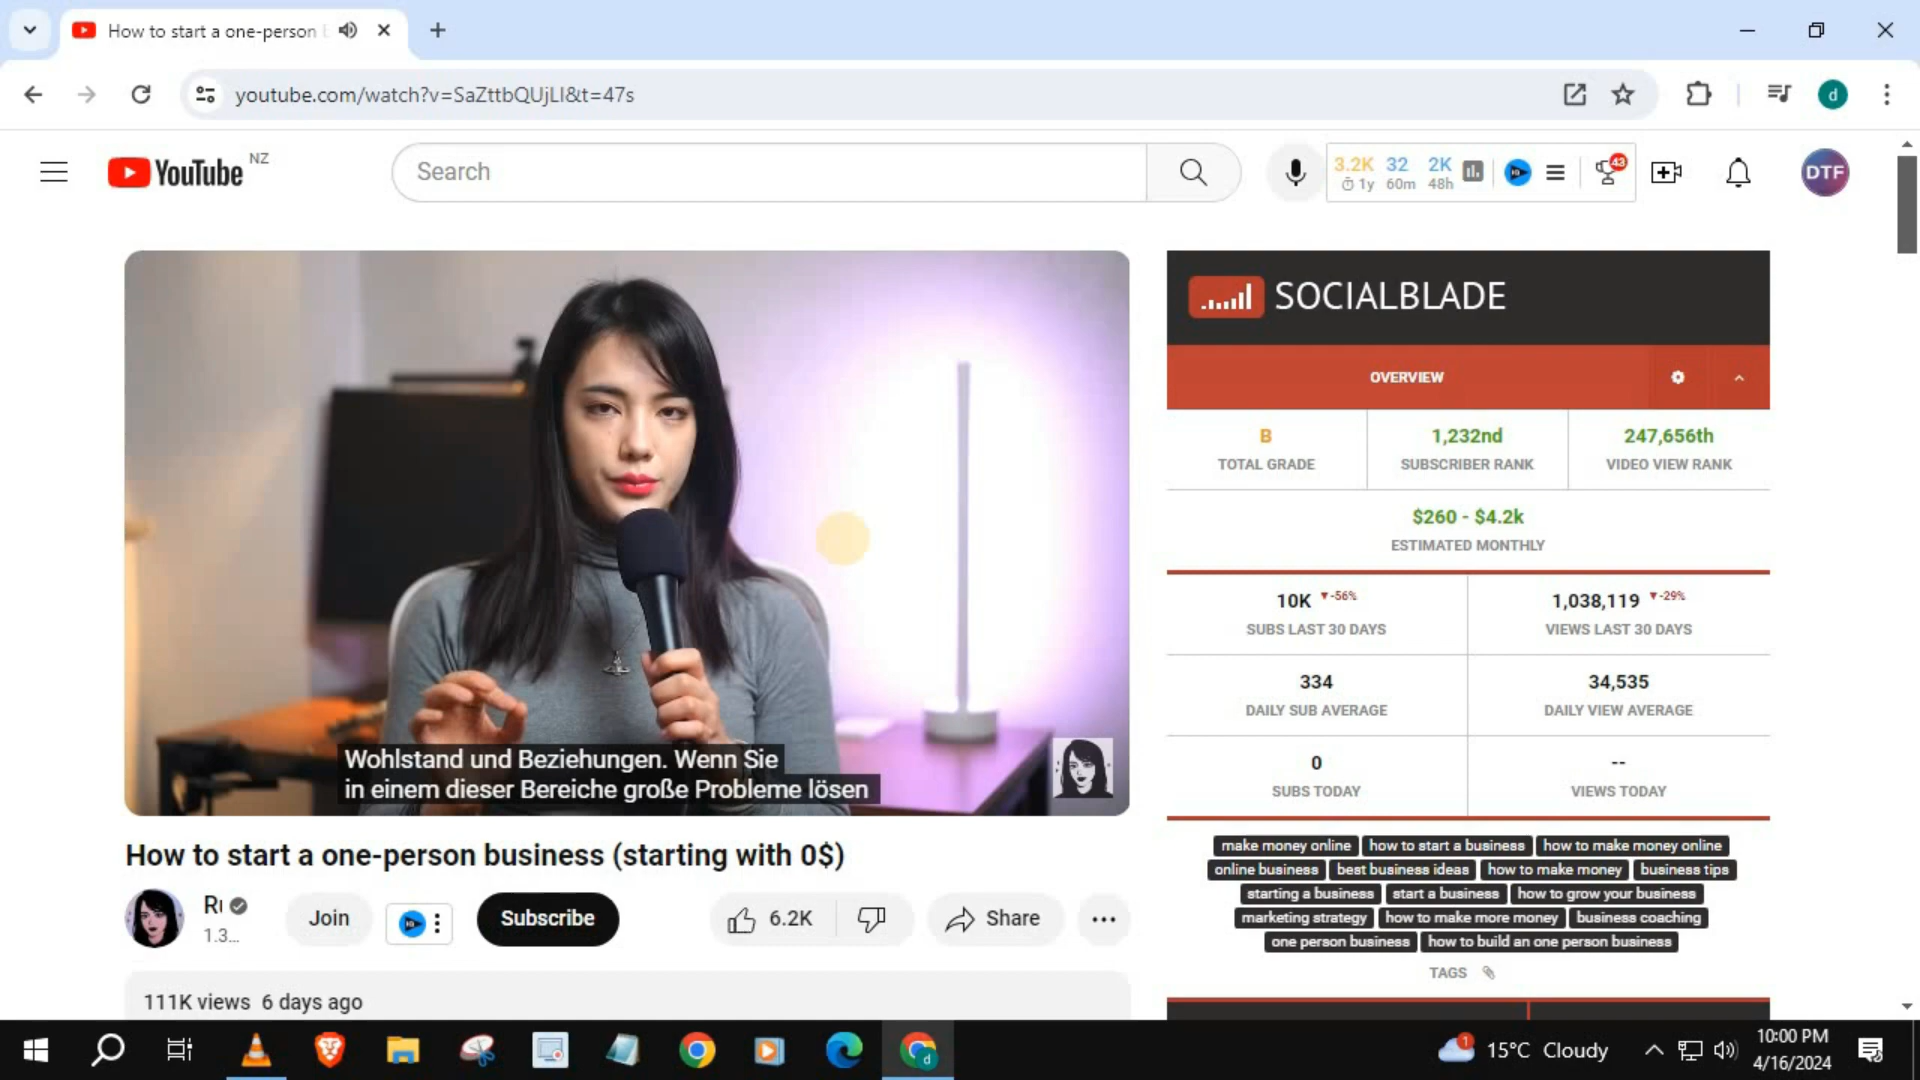 How to start a one-person
youtube.com/watch?v=SaZttbQUjLI&t=47s
d
YouTube NZ
Search
3.2K 32 2K
1y 60m 48h
43
DTF
SOCIALBLADE
OVERVIEW
B 1,232nd 247,656th
TOTAL GRADE SUBSCRIBER RANK VIDEO VIEW RANK
$260 - $4.2k
ESTIMATED MONTHLY
10K -56% 1,038,119 -29%
SUBS LAST 30 DAYS VIEWS LAST 30 DAYS
334 34,535
DAILY SUB AVERAGE DAILY VIEW AVERAGE
0 --
SUBS TODAY VIEWS TODAY
make money online how to start a business how to make money online
online business best business ideas how to make money business tips
starting a business start a business how to grow your business
marketing strategy how to make more money business coaching
one person business how to build an one person business
TAGS
Wohlstand und Beziehungen. Wenn Sie
in einem dieser Bereiche große Probleme lösen
How to start a one-person business (starting with 0$)
1.3...
Join
Subscribe
6.2K
Share
111K views 6 days ago
1
15°C Cloudy
10:00 PM
4/16/2024